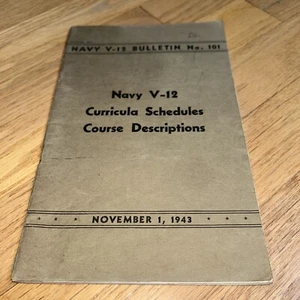 NAVY V-12 BULLETIN No. 101
Navy V-12
Curricula Schedules
Course Descriptions
NOVEMBER 1, 1943